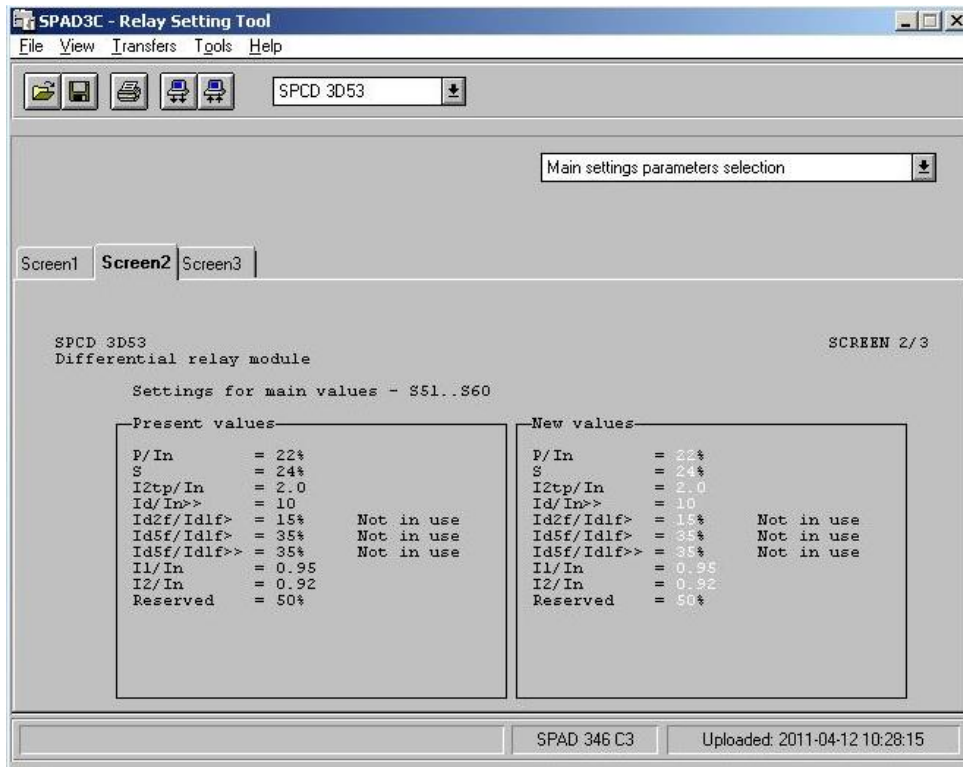 SPAD3C - Relay Setting Tool
File View Transfers Tools Help
SPCD 3D53
Main settings parameters selection
Screen1 Screen2 Screen3
SPCD 3D53 SCREEN 2/3
Differential relay module
Settings for main values - S51..S60
Present values
P/In = 22%
S = 24%
I2tp/In = 2.0
Id/In>> = 10
Id2f/Id1f> = 15% Not in use
Id5f/Id1f> = 35% Not in use
Id5f/Id1f>> = 35% Not in use
I1/In = 0.95
I2/In = 0.92
Reserved = 50%
New values
P/In = 22%
S = 24%
I2tp/In = 2.0
Id/In>> = 10
Id2f/Id1f> = 15% Not in use
Id5f/Id1f> = 35% Not in use
Id5f/Id1f>> = 35% Not in use
I1/In = 0.95
I2/In = 0.92
Reserved = 50%
SPAD 346 C3 Uploaded: 2011-04-12 10:28:15